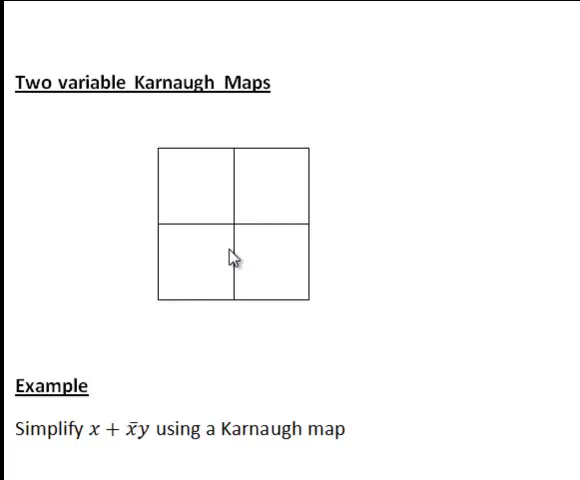 Two variable Karnaugh Maps
Example
Simplify x + x̄y using a Karnaugh map